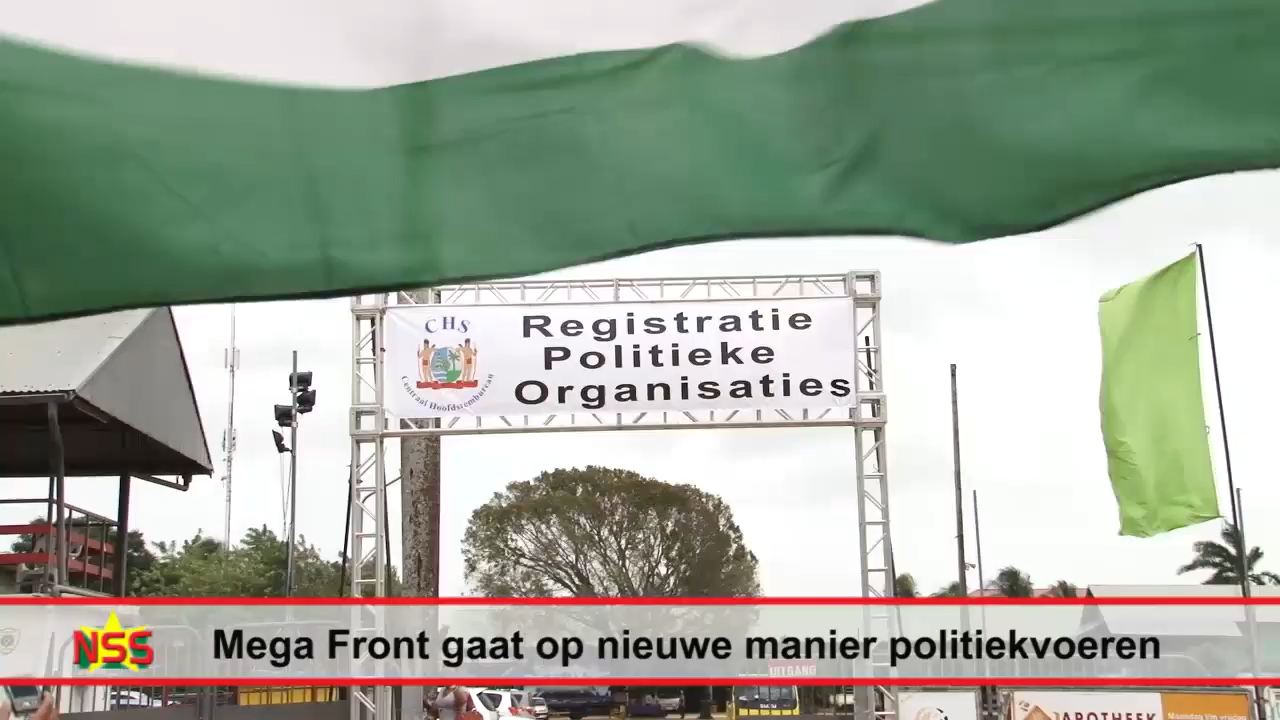 CHS
Centraal Hoofdstembureau
Registratie
Politieke
Organisaties
NSS
Mega Front gaat op nieuwe manier politiekvoeren
UITGANG
APOTHEEK